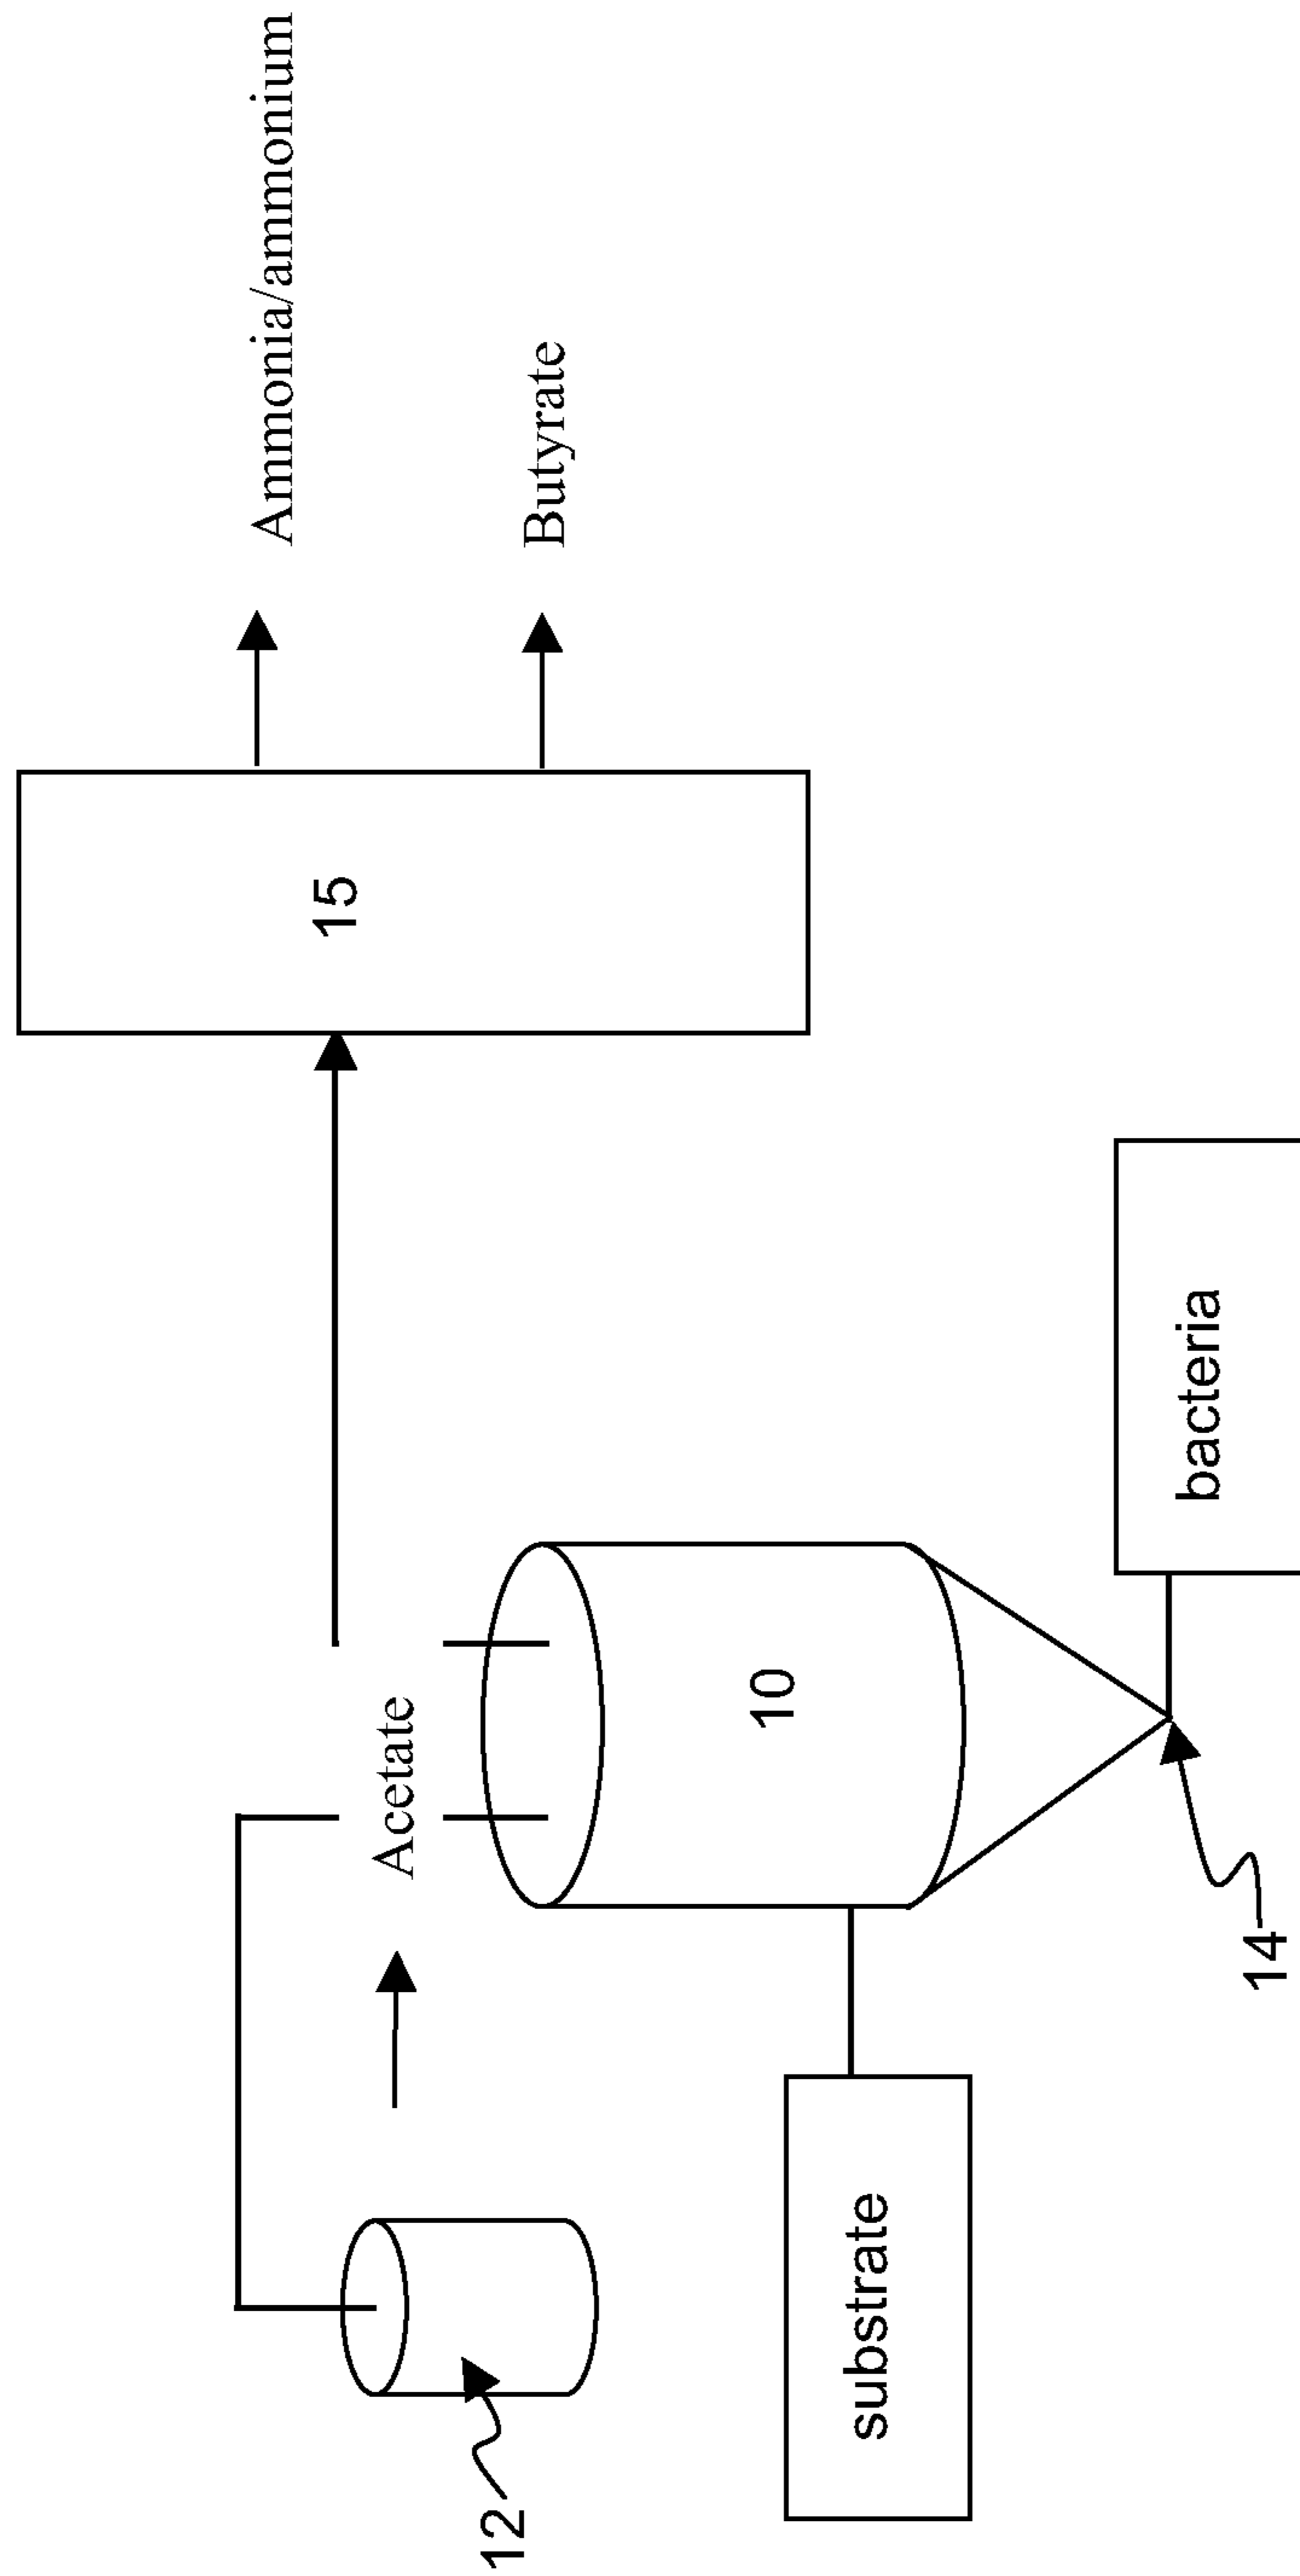 Ammonia/ammonium
15
Butyrate
Acetate
12
10
substrate
bacteria
14